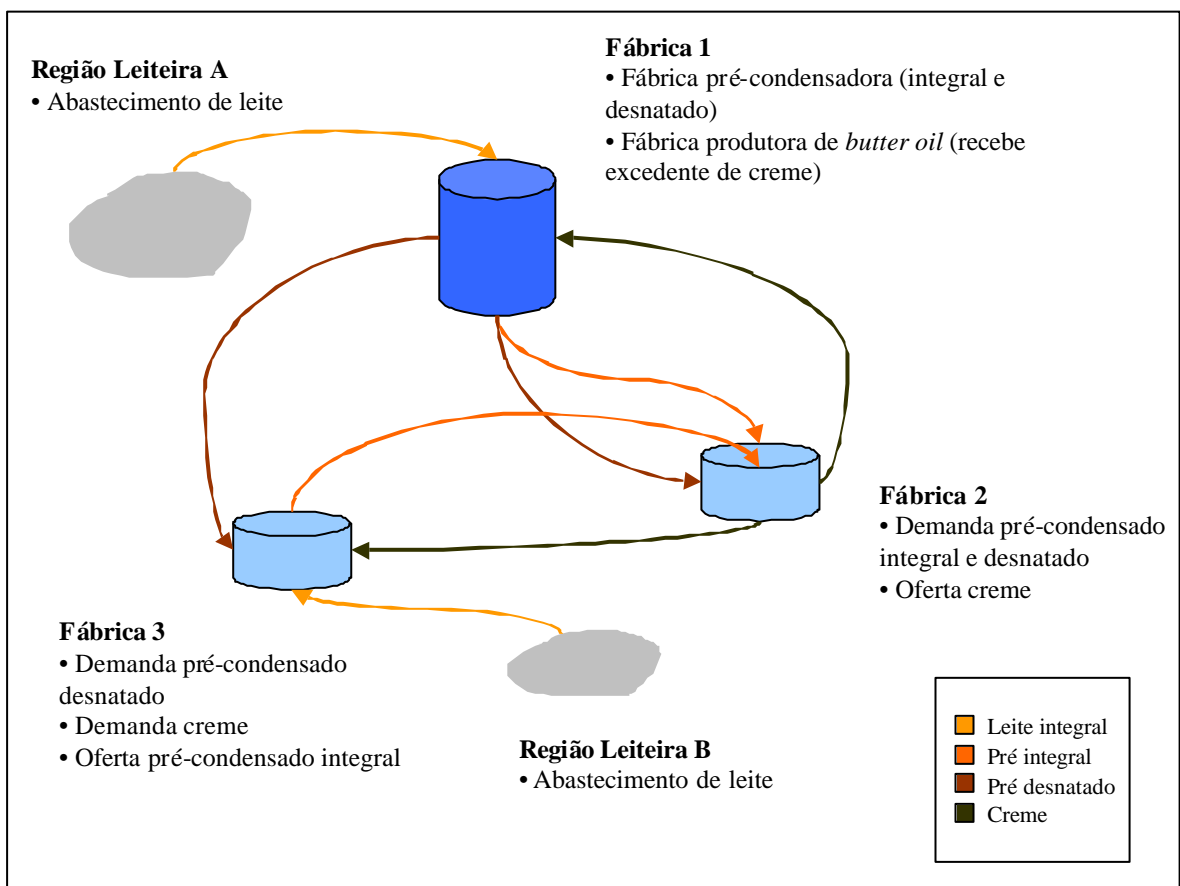 Região Leiteira A
• Abastecimento de leite
Fábrica 1
• Fábrica pré-condensadora (integral e
desnatado)
• Fábrica produtora de butter oil (recebe
excedente de creme)
Fábrica 2
• Demanda pré-condensado
integral e desnatado
• Oferta creme
Fábrica 3
• Demanda pré-condensado
desnatado
• Demanda creme
• Oferta pré-condensado integral
Região Leiteira B
• Abastecimento de leite
Leite integral
Pré integral
Pré desnatado
Creme